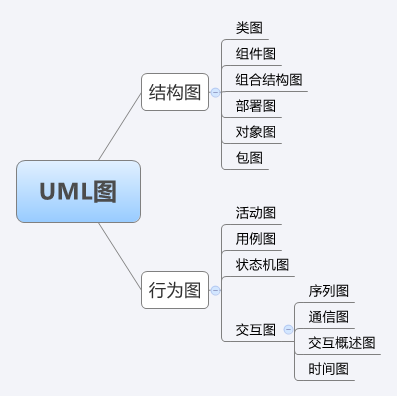 UML图
结构图
类图
组件图
组合结构图
部署图
对象图
包图
行为图
活动图
用例图
状态机图
交互图
序列图
通信图
交互概述图
时间图